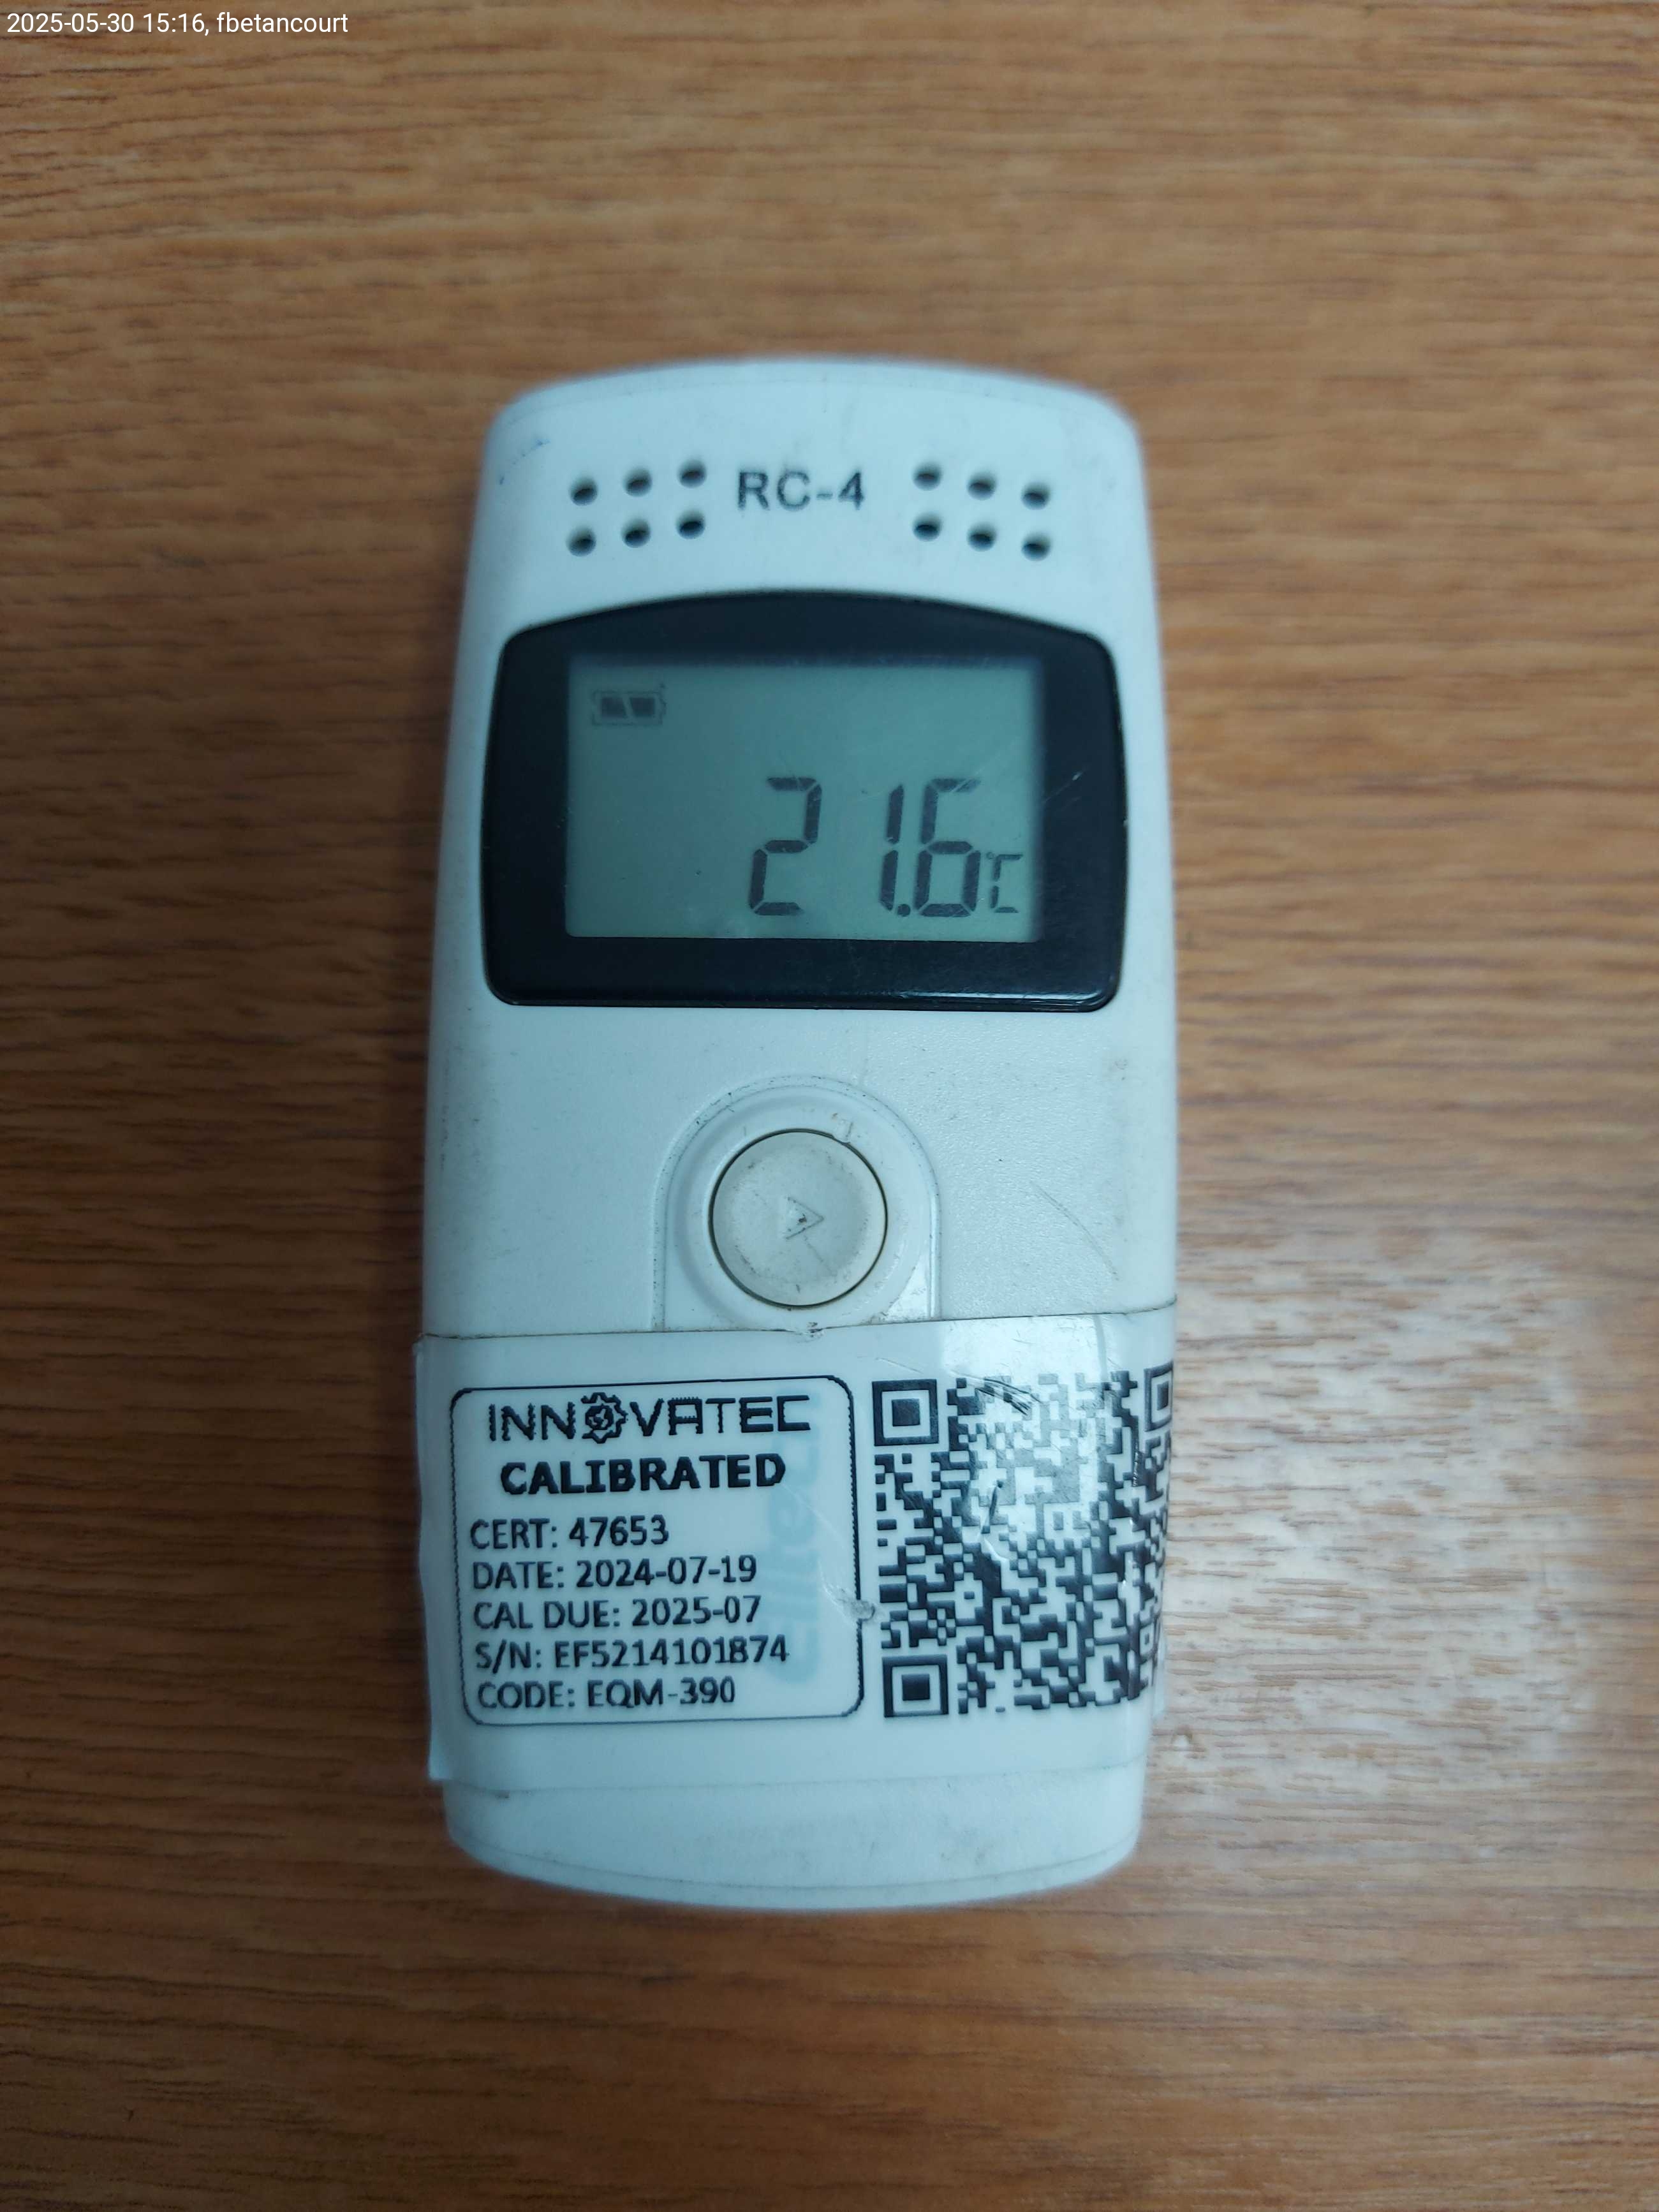 2025-05-30 15:16, fbetancourt
RC-4
21.6℃
INNOVATEC
CALIBRATED
CERT: 47653
DATE: 2024-07-19
CAL DUE: 2025-07
S/N: EF5214101874
CODE: EQM-390